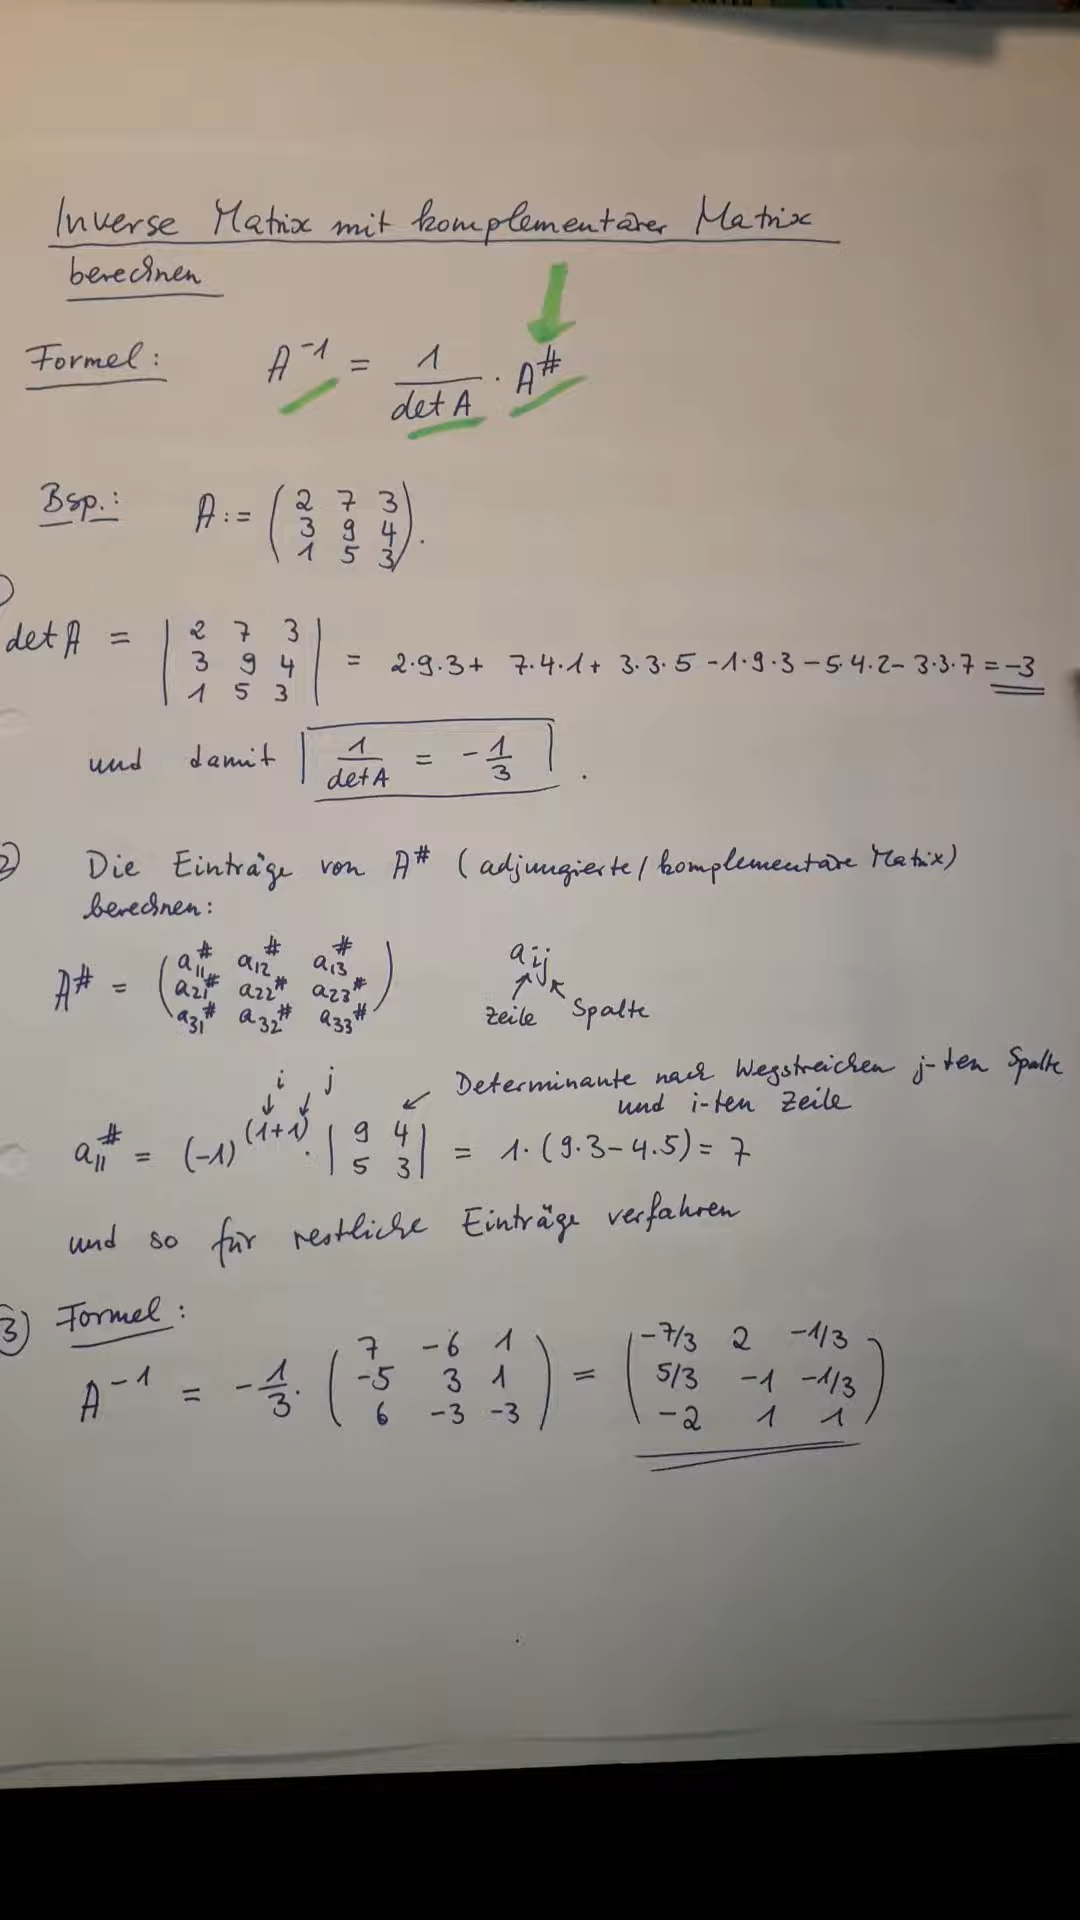 Inverse Matrix mit komplementärer Matrix
berechnen
Formel: A⁻¹ = 1/det A · A^#
Bsp.: A := ( 2 7 3
3 9 4
1 5 3 ) .
det A = | 2 7 3
3 9 4
1 5 3 | = 2·9·3 + 7·4·1 + 3·3·5 - 1·9·3 - 5·4·2 - 3·3·7 = -3
und damit 1/det A = - 1/3 .
2) Die Einträge von A^# (adjungierte/komplementäre Matrix)
berechnen:
A^# = ( a₁₁^# a₁₂^# a₁₃^#
a₂₁^# a₂₂^# a₂₃^#
a₃₁^# a₃₂^# a₃₃^# )
aij
Zeile Spalte
i j
Determinante nach Wegstreichen j-ten Spalte
und i-ten Zeile
a₁₁^# = (-1)^(1+1) · | 9 4
5 3 | = 1·(9·3 - 4·5) = 7
und so für restliche Einträge verfahren
3) Formel:
A⁻¹ = - 1/3 · ( 7 -6 1
-5 3 1
6 -3 -3 ) = ( -7/3 2 -1/3
5/3 -1 -1/3
-2 1 1 )